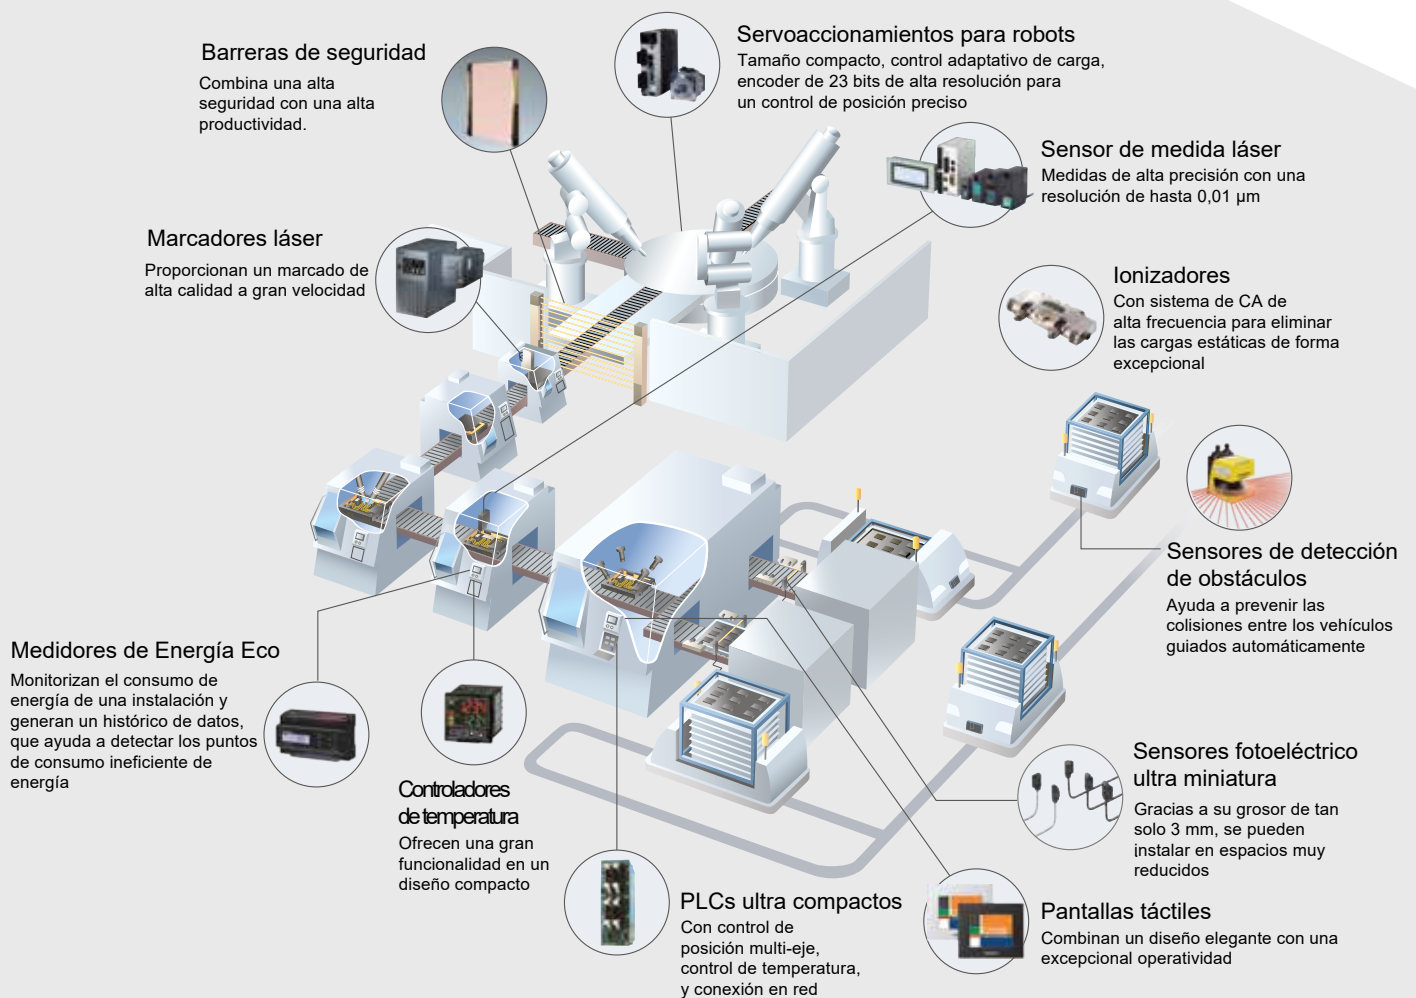 Barreras de seguridad
Combina una alta
seguridad con una alta
productividad.
Servoaccionamientos para robots
Tamaño compacto, control adaptativo de carga,
encoder de 23 bits de alta resolución para
un control de posición preciso
Sensor de medida láser
Medidas de alta precisión con una
resolución de hasta 0,01 µm
Marcadores láser
Proporcionan un marcado de
alta calidad a gran velocidad
Ionizadores
Con sistema de CA de
alta frecuencia para eliminar
las cargas estáticas de forma
excepcional
Sensores de detección
de obstáculos
Ayuda a prevenir las
colisiones entre los vehículos
guiados automáticamente
Medidores de Energía Eco
Monitorizan el consumo de
energía de una instalación y
generan un histórico de datos,
que ayuda a detectar los puntos
de consumo ineficiente de
energía
Controladores
de temperatura
Ofrecen una gran
funcionalidad en un
diseño compacto
Sensores fotoeléctrico
ultra miniatura
Gracias a su grosor de tan
solo 3 mm, se pueden
instalar en espacios muy
reducidos
PLCs ultra compactos
Con control de
posición multi-eje,
control de temperatura,
y conexión en red
Pantallas táctiles
Combinan un diseño elegante con una
excepcional operatividad